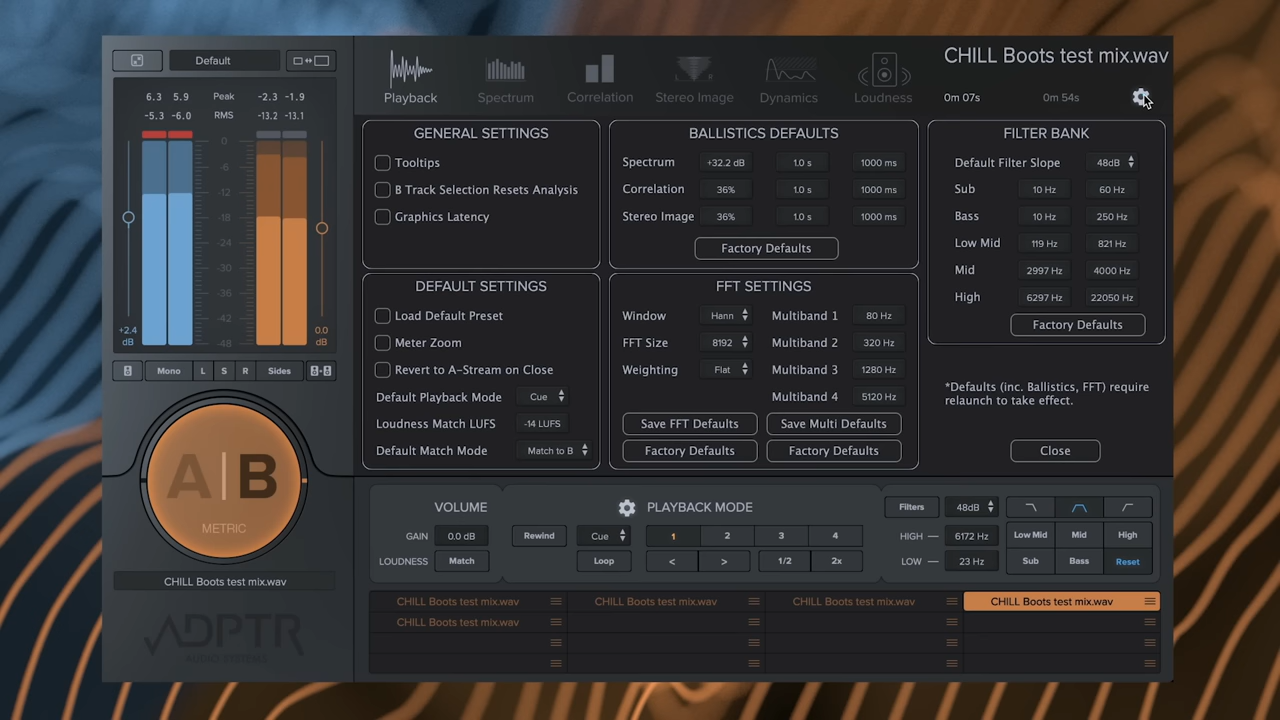 Default
6.3 5.9 Peak -2.3 -1.9
-5.3 -6.0 RMS -13.2 -13.1
0
-6
-12
-18
-24
-30
-36
-42
-48
+2.4 dB
0.0 dB
Mono L S R Sides
A|B
METRIC
CHILL Boots test mix.wav
ADPTR
AUDIO SYSTEMS
Playback Spectrum Correlation Stereo Image Dynamics Loudness
CHILL Boots test mix.wav
0m 07s 0m 54s
GENERAL SETTINGS
Tooltips
B Track Selection Resets Analysis
Graphics Latency
DEFAULT SETTINGS
Load Default Preset
Meter Zoom
Revert to A-Stream on Close
Default Playback Mode Cue
Loudness Match LUFS -14 LUFS
Default Match Mode Match to B
BALLISTICS DEFAULTS
Spectrum +32.2 dB 1.0 s 1000 ms
Correlation 36% 1.0 s 1000 ms
Stereo Image 36% 1.0 s 1000 ms
Factory Defaults
FFT SETTINGS
Window Hann Multiband 1 80 Hz
FFT Size 8192 Multiband 2 320 Hz
Weighting Flat Multiband 3 1280 Hz
Multiband 4 5120 Hz
Save FFT Defaults Save Multi Defaults
Factory Defaults Factory Defaults
FILTER BANK
Default Filter Slope 48dB
Sub 10 Hz 60 Hz
Bass 10 Hz 250 Hz
Low Mid 119 Hz 821 Hz
Mid 2997 Hz 4000 Hz
High 6297 Hz 22050 Hz
Factory Defaults
*Defaults (inc. Ballistics, FFT) require
relaunch to take effect.
Close
VOLUME
GAIN 0.0 dB
LOUDNESS Match
PLAYBACK MODE
Rewind Cue 1 2 3 4
Loop < > 1/2 2x
Filters 48dB
HIGH 6172 Hz Low Mid Mid High
LOW 23 Hz Sub Bass Reset
CHILL Boots test mix.wav CHILL Boots test mix.wav CHILL Boots test mix.wav CHILL Boots test mix.wav
CHILL Boots test mix.wav